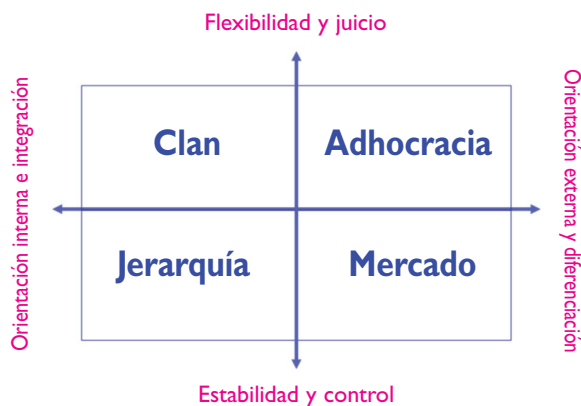 Flexibilidad y juicio
Orientación interna e integración
Clan
Adhocracia
Orientación externa y diferenciación
Jerarquía
Mercado
Estabilidad y control